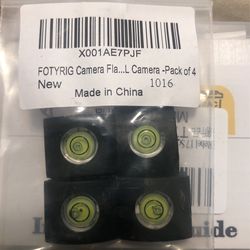 X001AE7PJF
FOTYRIG Camera Fla...L Camera -Pack of 4
New 1016
Made in China